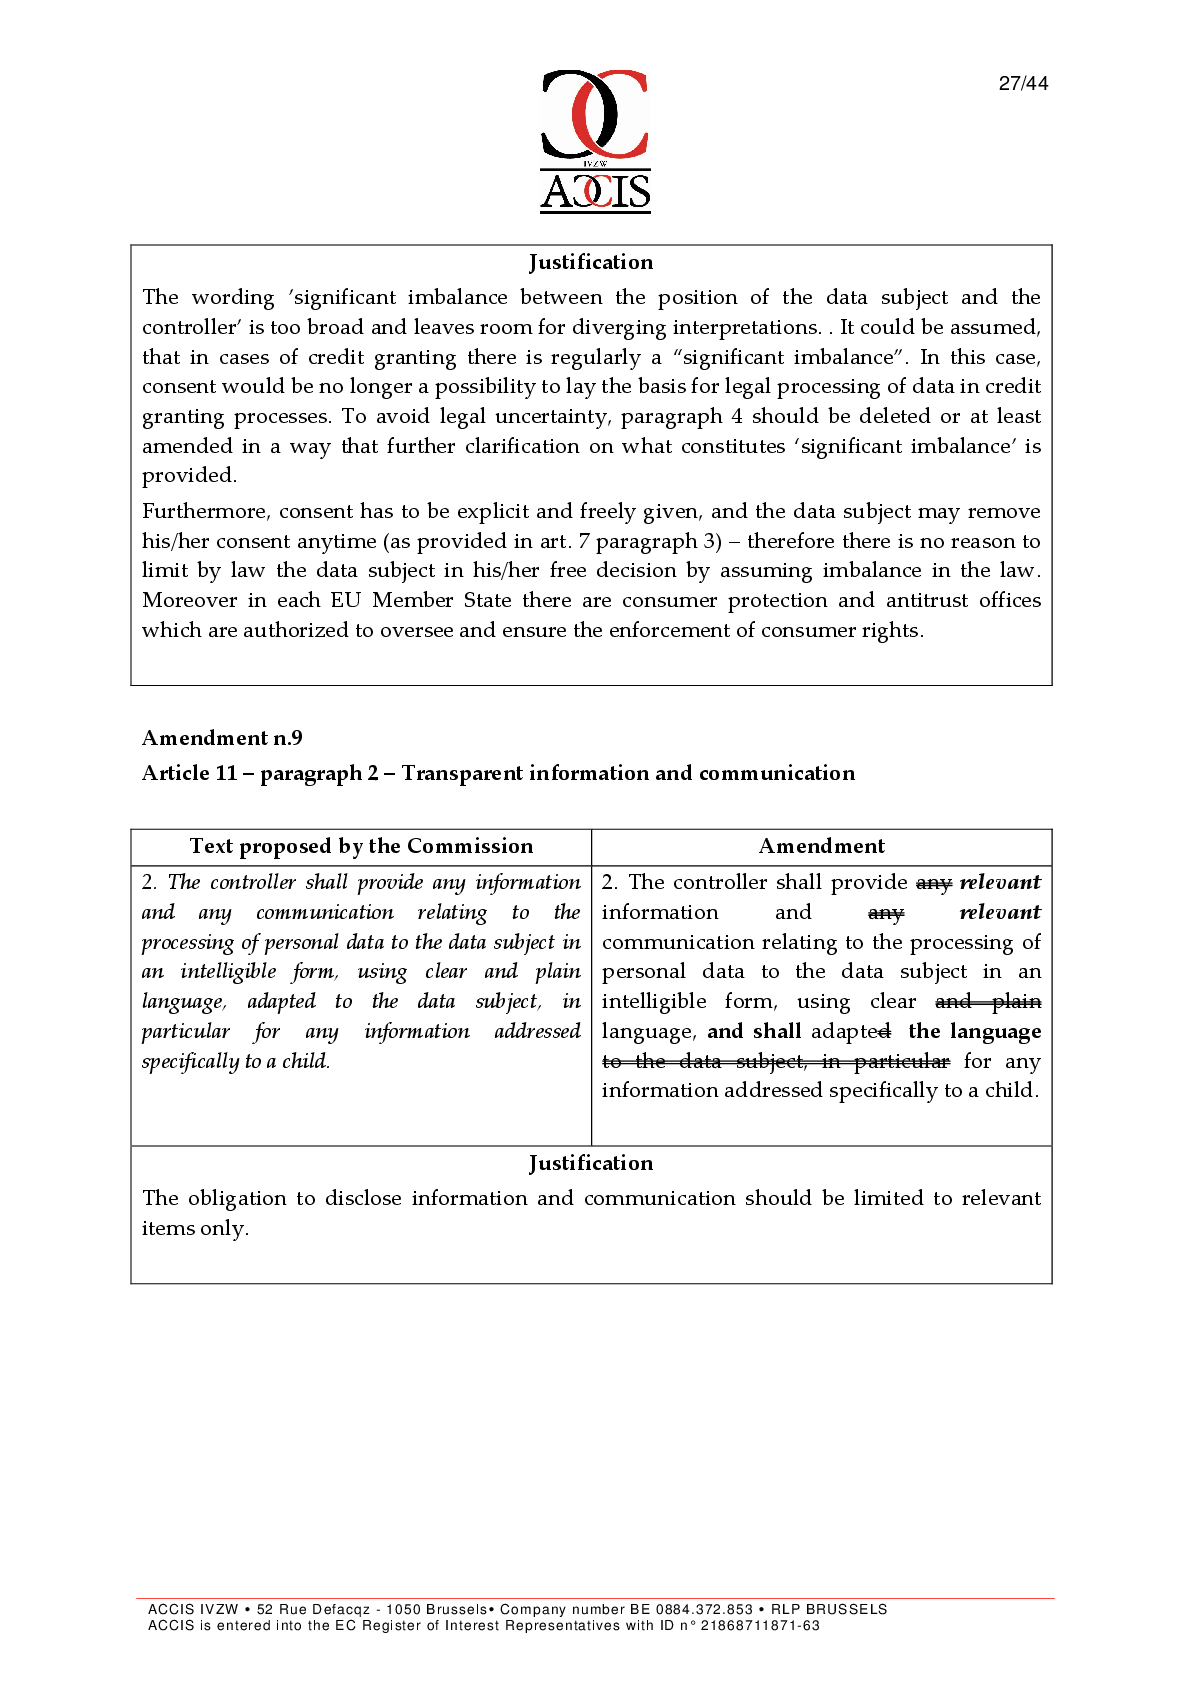 27/44
IVZW
ACCIS
Justification
The wording ’significant imbalance between the position of the data subject and the
controller’ is too broad and leaves room for diverging interpretations. . It could be assumed,
that in cases of credit granting there is regularly a “significant imbalance”. In this case,
consent would be no longer a possibility to lay the basis for legal processing of data in credit
granting processes. To avoid legal uncertainty, paragraph 4 should be deleted or at least
amended in a way that further clarification on what constitutes ‘significant imbalance’ is
provided.
Furthermore, consent has to be explicit and freely given, and the data subject may remove
his/her consent anytime (as provided in art. 7 paragraph 3) – therefore there is no reason to
limit by law the data subject in his/her free decision by assuming imbalance in the law.
Moreover in each EU Member State there are consumer protection and antitrust offices
which are authorized to oversee and ensure the enforcement of consumer rights.
Amendment n.9
Article 11 – paragraph 2 – Transparent information and communication
Text proposed by the Commission
2. The controller shall provide any information
and any communication relating to the
processing of personal data to the data subject in
an intelligible form, using clear and plain
language, adapted to the data subject, in
particular for any information addressed
specifically to a child.
Amendment
2. The controller shall provide any relevant
information and any relevant
communication relating to the processing of
personal data to the data subject in an
intelligible form, using clear and plain
language, and shall adapted the language
to the data subject, in particular for any
information addressed specifically to a child.
Justification
The obligation to disclose information and communication should be limited to relevant
items only.
ACCIS IVZW • 52 Rue Defacqz - 1050 Brussels• Company number BE 0884.372.853 • RLP BRUSSELS
ACCIS is entered into the EC Register of Interest Representatives with ID n° 21868711871-63